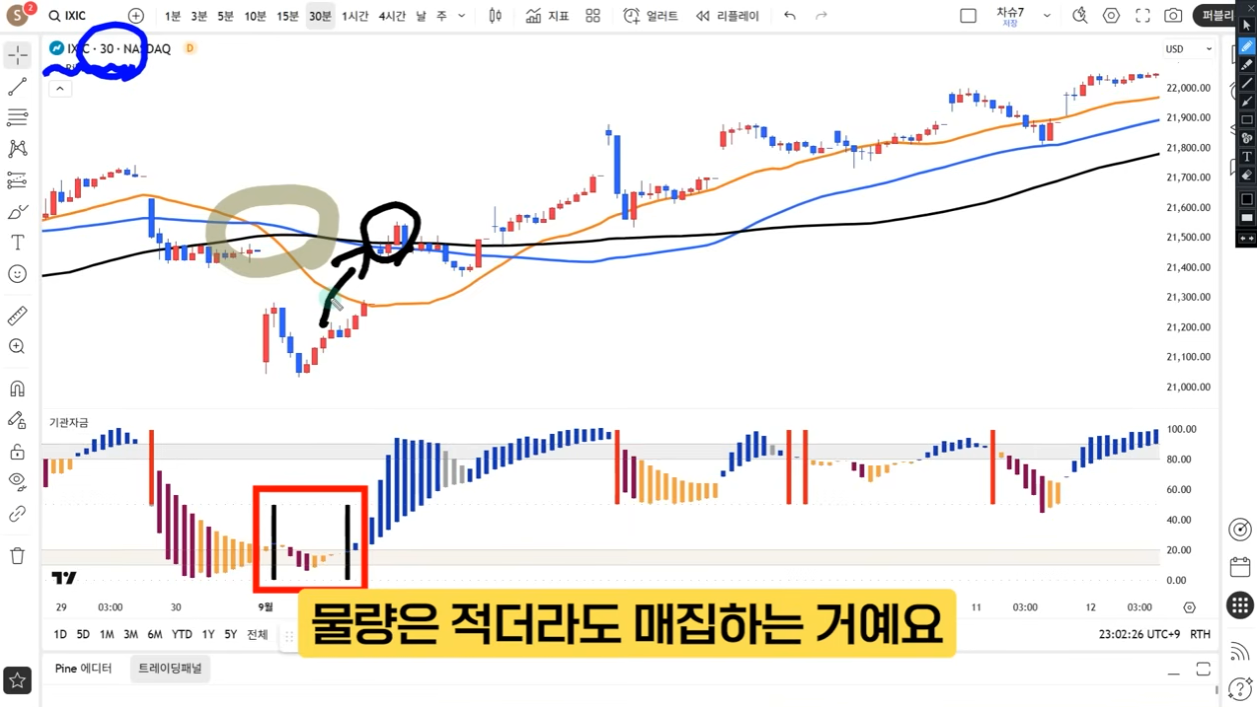 S 2 IXIC 1분 3분 5분 10분 15분 30분 1시간 4시간 날 주 지표 얼러트 리플레이 차슈7 저장 퍼블리
IXIC · 30 · NASDAQ D
USD
22,000.00
21,900.00
21,800.00
21,700.00
21,600.00
21,500.00
21,400.00
21,300.00
21,200.00
21,100.00
21,000.00
기관자금
100.00
80.00
60.00
40.00
20.00
0.00
29 03:00 30 9월 11 03:00 12 03:00
물량은 적더라도 매집하는 거예요
1D 5D 1M 3M 6M YTD 1Y 5Y 전체 23:02:26 UTC+9 RTH
Pine 에디터 트레이딩패널